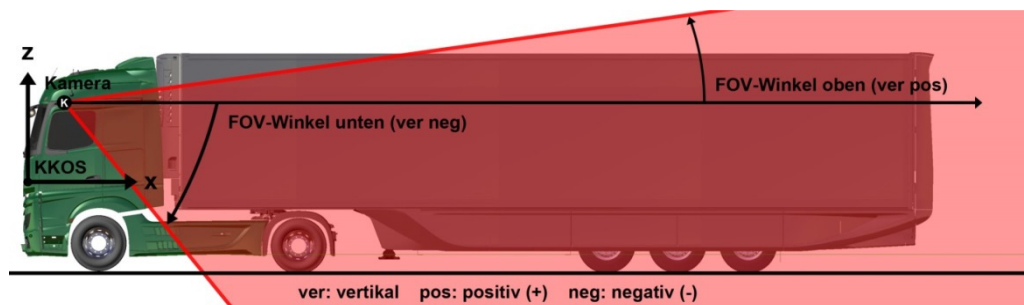 z
Kamera
K
FOV-Winkel oben (ver pos)
FOV-Winkel unten (ver neg)
KKOS
x
ver: vertikal pos: positiv (+) neg: negativ (-)